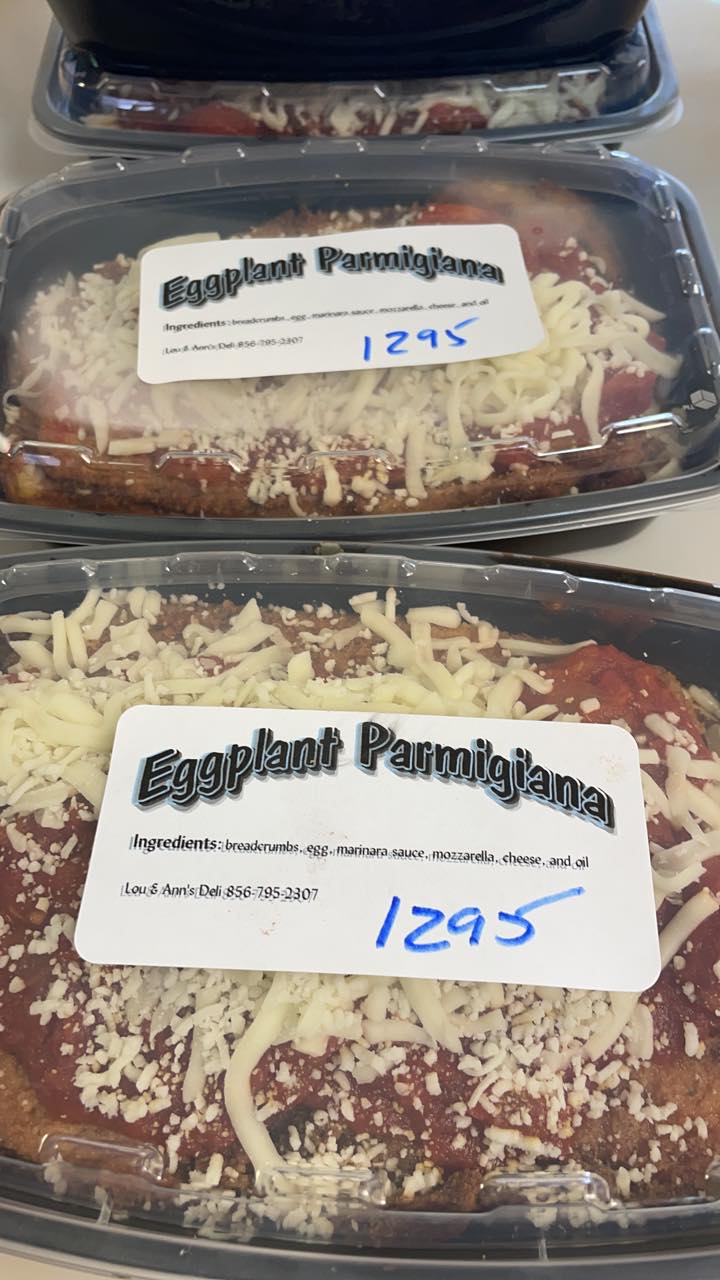 Eggplant Parmigiana
Ingredients: breadcrumbs, egg, marinara sauce, mozzarella, cheese, and oil
Lou & Ann's Deli 856-795-2307
1295
Eggplant Parmigiana
Ingredients: breadcrumbs, egg, marinara sauce, mozzarella, cheese, and oil
Lou & Ann's Deli 856-795-2307
1295